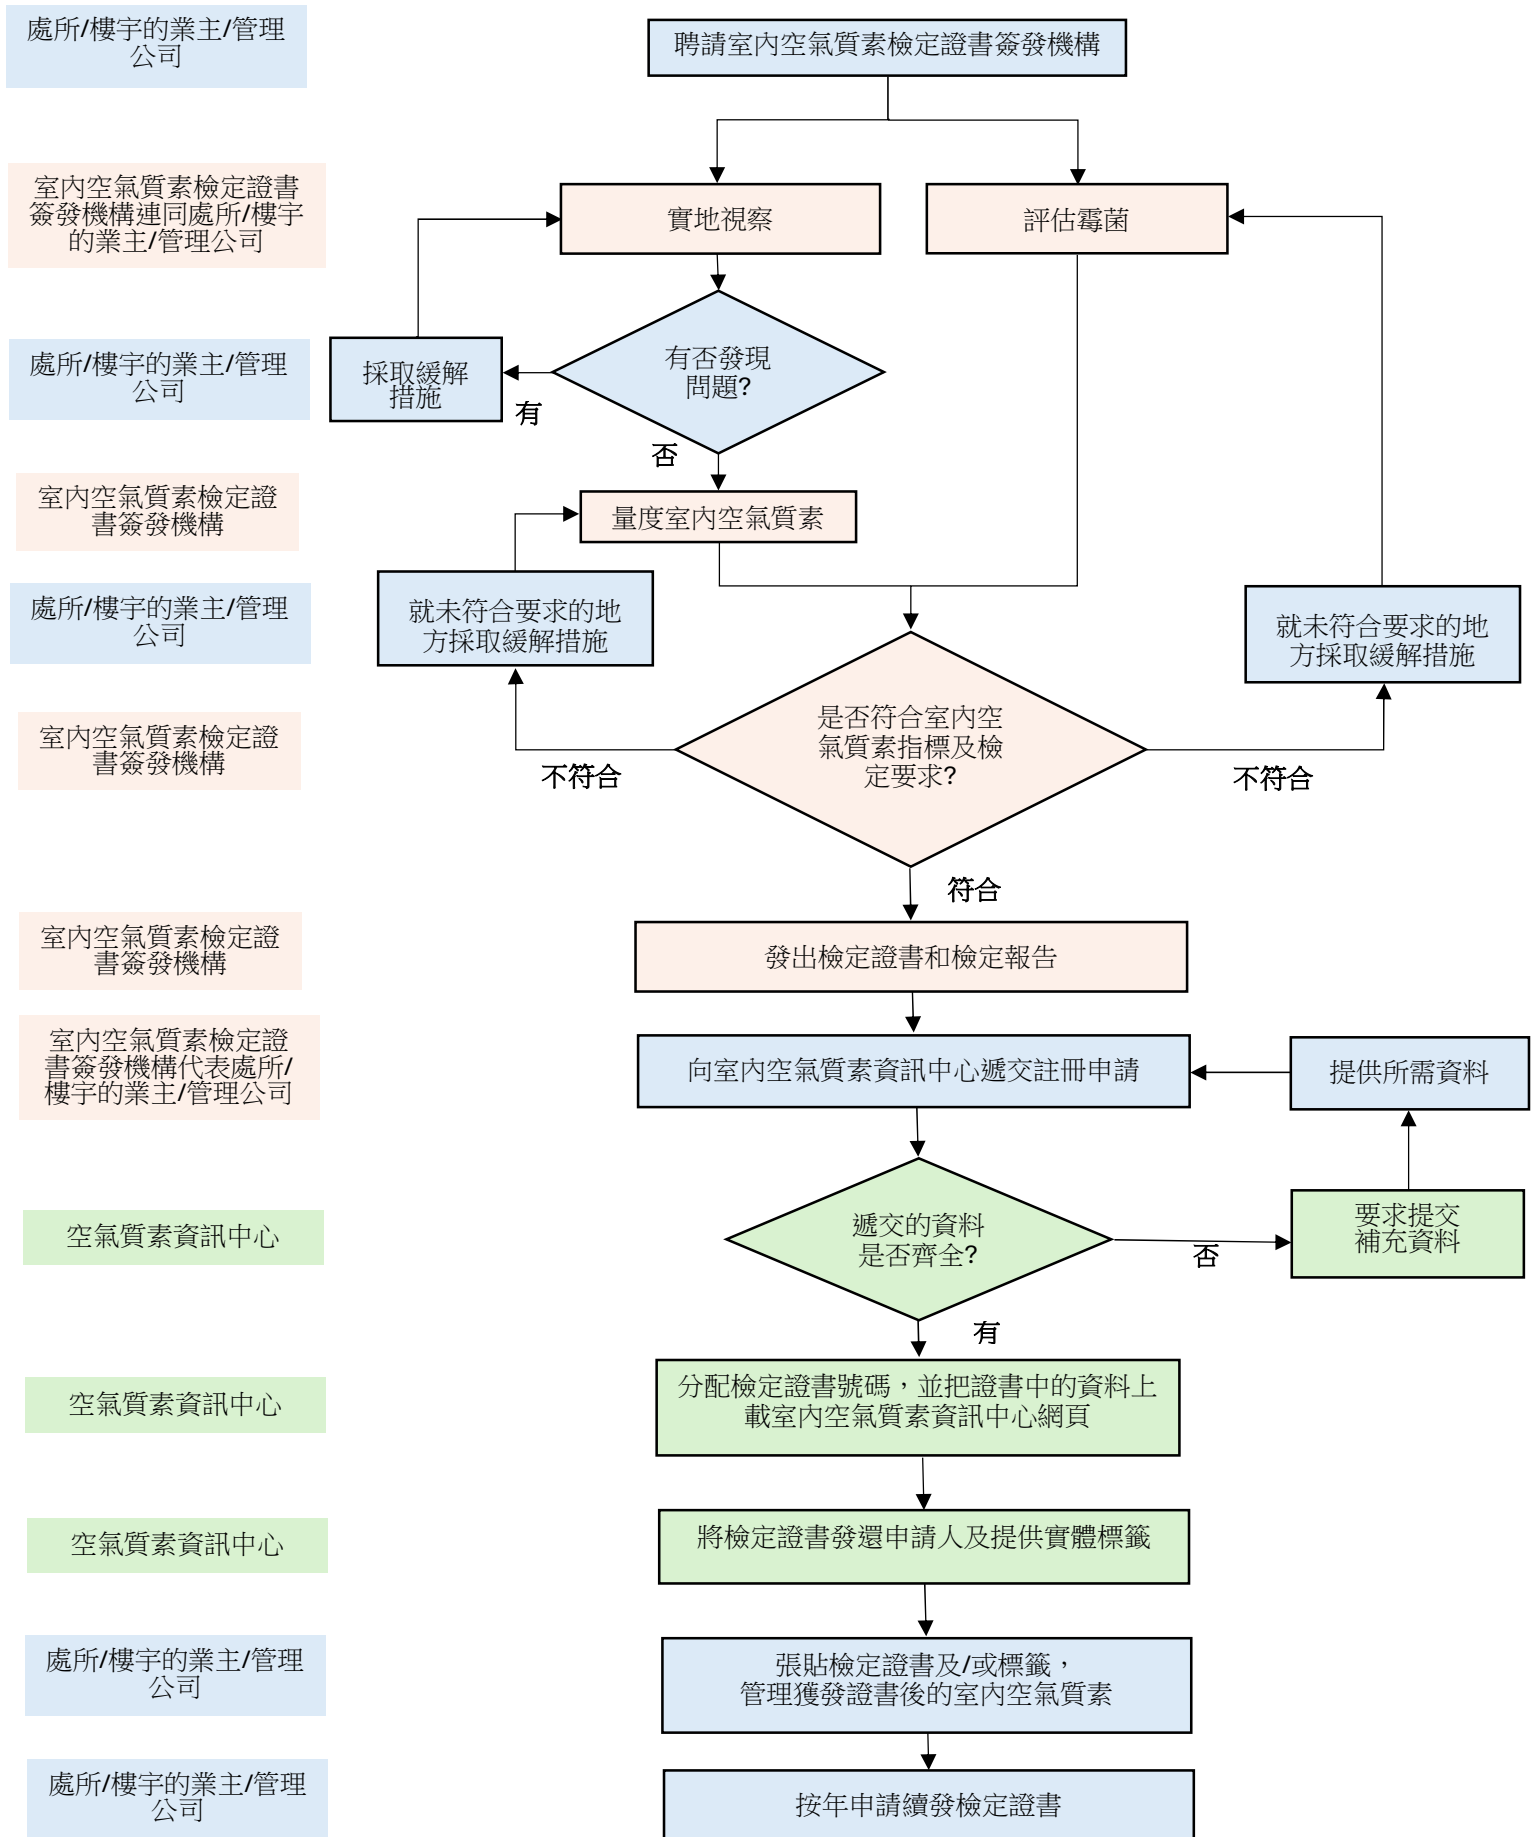 處所/樓宇的業主/管理
公司
聘請室內空氣質素檢定證書簽發機構
室內空氣質素檢定證書
簽發機構連同處所/樓宇
的業主/管理公司
實地視察
評估霉菌
處所/樓宇的業主/管理
公司
採取緩解
措施
有否發現
問題?
有
否
室內空氣質素檢定證
書簽發機構
量度室內空氣質素
處所/樓宇的業主/管理
公司
就未符合要求的地
方採取緩解措施
就未符合要求的地
方採取緩解措施
室內空氣質素檢定證
書簽發機構
是否符合室內空
氣質素指標及檢
定要求?
不符合
不符合
符合
室內空氣質素檢定證
書簽發機構
發出檢定證書和檢定報告
室內空氣質素檢定證
書簽發機構代表處所/
樓宇的業主/管理公司
向室內空氣質素資訊中心遞交註冊申請
提供所需資料
空氣質素資訊中心
遞交的資料
是否齊全?
否
要求提交
補充資料
有
空氣質素資訊中心
分配檢定證書號碼，並把證書中的資料上
載室內空氣質素資訊中心網頁
空氣質素資訊中心
將檢定證書發還申請人及提供實體標籤
處所/樓宇的業主/管理
公司
張貼檢定證書及/或標籤，
管理獲發證書後的室內空氣質素
處所/樓宇的業主/管理
公司
按年申請續發檢定證書